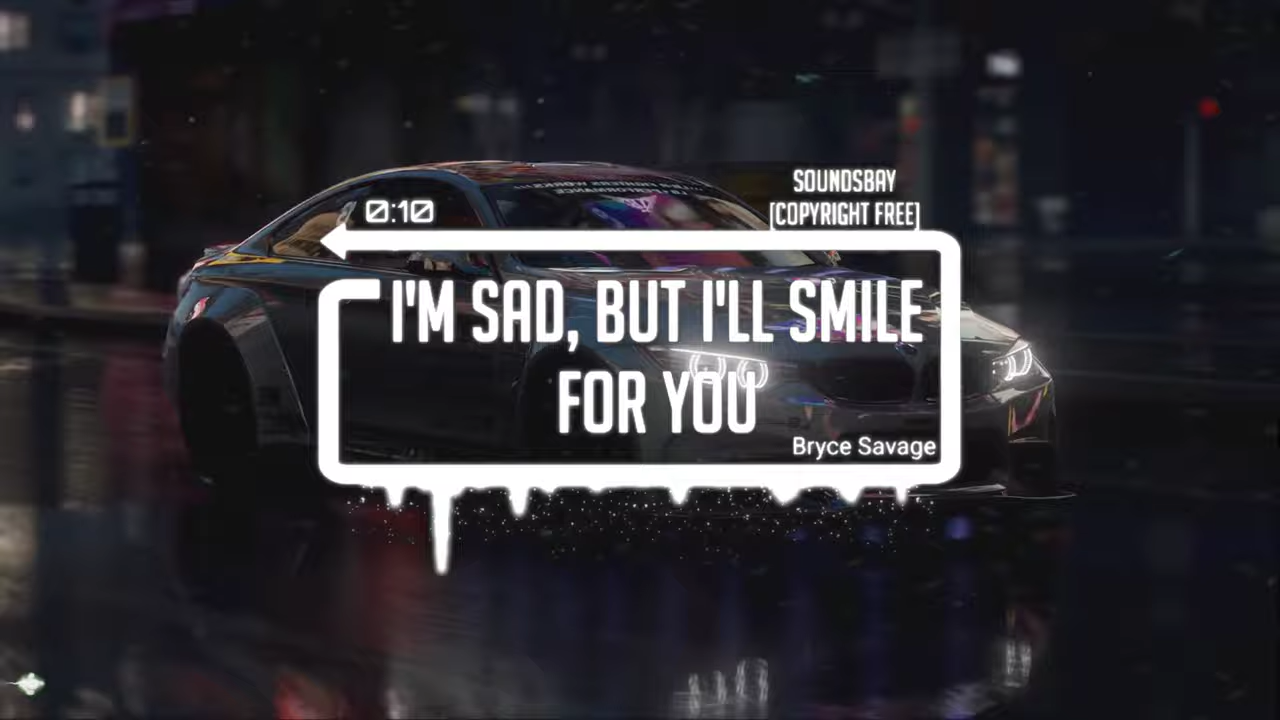 SOUNDSBAY
[COPYRIGHT FREE]
0:10
I'M SAD, BUT I'LL SMILE
FOR YOU
Bryce Savage